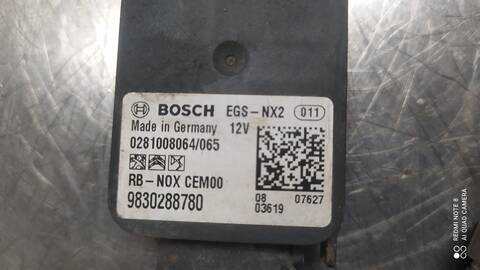 BOSCH EGS-NX2 011
Made in Germany 12V
0281008064/065
RB-NOX CEM00
9830288780
08 07627
03619
REDMI NOTE 8
AI QUAD CAMERA